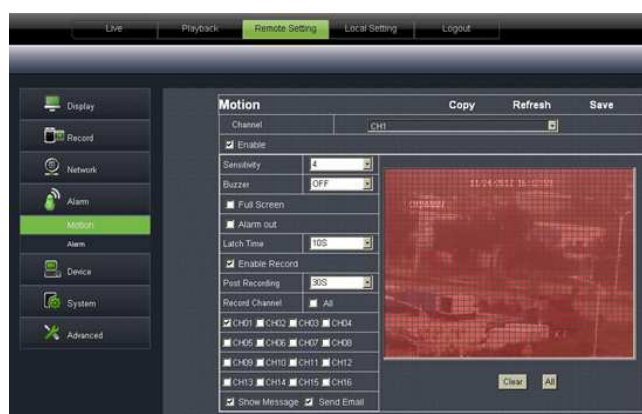 Live Playback Remote Setting Local Setting Logout
Display
Record
Network
Alarm
Motion
Alarm
Device
System
Advanced
Motion Copy Refresh Save
Channel CH1
Enable
Sensitivity 4
Buzzer OFF
Full Screen
Alarm out
Latch Time 10S
Enable Record
Post Recording 30S
Record Channel All
CH01 CH02 CH03 CH04
CH05 CH06 CH07 CH08
CH09 CH10 CH11 CH12
CH13 CH14 CH15 CH16
Show Message Send Email
Clear All